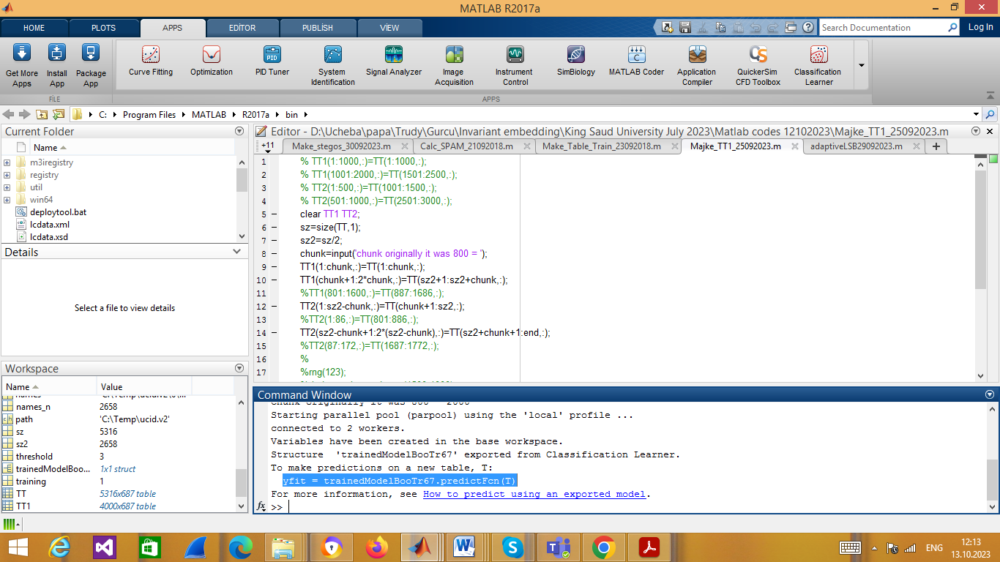 MATLAB R2017a
HOME PLOTS APPS EDİTOR PUBLİSH VİEW
Search Documentation
Log In
Get More Apps
Install App
Package App
Curve Fitting
Optimization
PID Tuner
System Identification
Signal Analyzer
Image Acquisition
Instrument Control
SimBiology
MATLAB Coder
Application Compiler
QuickerSim CFD Toolbox
Classification Learner
FİLE
APPS
C: Program Files MATLAB R2017a bin
Current Folder
Name
m3iregistry
registry
util
win64
deploytool.bat
lcdata.xml
lcdata.xsd
Details
Select a file to view details
Workspace
Name Value
names_n 2658
path 'C:\Temp\ucid.v2'
sz 5316
sz2 2658
threshold 3
trainedModelBoo... 1x1 struct
training 1
TT 5316x687 table
TT1 4000x687 table
Editor - D:\Ucheba\papa\Trudy\Gurcu\Invariant embedding\King Saud University July 2023\Matlab codes 12102023\Majke_TT1_25092023.m
+11 Make_stegos_30092023.m Calc_SPAM_21092018.m Make_Table_Train_23092018.m Majke_TT1_25092023.m adaptiveLSB29092023.m
1 % TT1(1:1000,:)=TT(1:1000,:);
2 % TT1(1001:2000,:)=TT(1501:2500,:);
3 % TT2(1:500,:)=TT(1001:1500,:);
4 % TT2(501:1000,:)=TT(2501:3000,:);
5 – clear TT1 TT2;
6 – sz=size(TT,1);
7 – sz2=sz/2;
8 – chunk=input('chunk originally it was 800 = ');
9 – TT1(1:chunk,:)=TT(1:chunk,:);
10 – TT1(chunk+1:2*chunk,:)=TT(sz2+1:sz2+chunk,:);
11 %TT1(801:1600,:)=TT(887:1686,:);
12 – TT2(1:sz2-chunk,:)=TT(chunk+1:sz2,:);
13 %TT2(1:86,:)=TT(801:886,:);
14 – TT2(sz2-chunk+1:2*(sz2-chunk),:)=TT(sz2+chunk+1:end,:);
15 %TT2(87:172,:)=TT(1687:1772,:);
16 %
17 %rng(123);
Command Window
chunk originally it was 800 = 2000
Starting parallel pool (parpool) using the 'local' profile ...
connected to 2 workers.
Variables have been created in the base workspace.
Structure 'trainedModelBooTr67' exported from Classification Learner.
To make predictions on a new table, T:
yfit = trainedModelBooTr67.predictFcn(T)
For more information, see How to predict using an exported model.
fx >>
ENG
12:13
13.10.2023